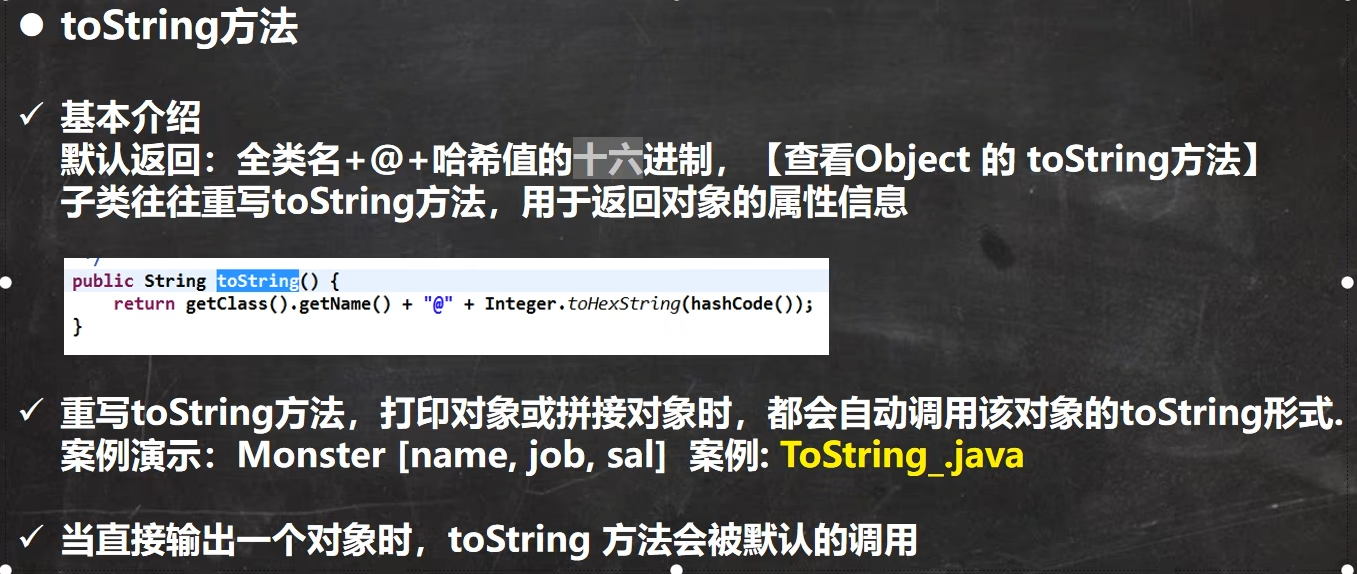 ● toString方法
✓ 基本介绍
默认返回：全类名+@+哈希值的十六进制，【查看Object 的 toString方法】
子类往往重写toString方法，用于返回对象的属性信息
*/
public String toString() {
return getClass().getName() + "@" + Integer.toHexString(hashCode());
}
✓ 重写toString方法，打印对象或拼接对象时，都会自动调用该对象的toString形式.
案例演示：Monster [name, job, sal] 案例: ToString_.java
✓ 当直接输出一个对象时，toString 方法会被默认的调用